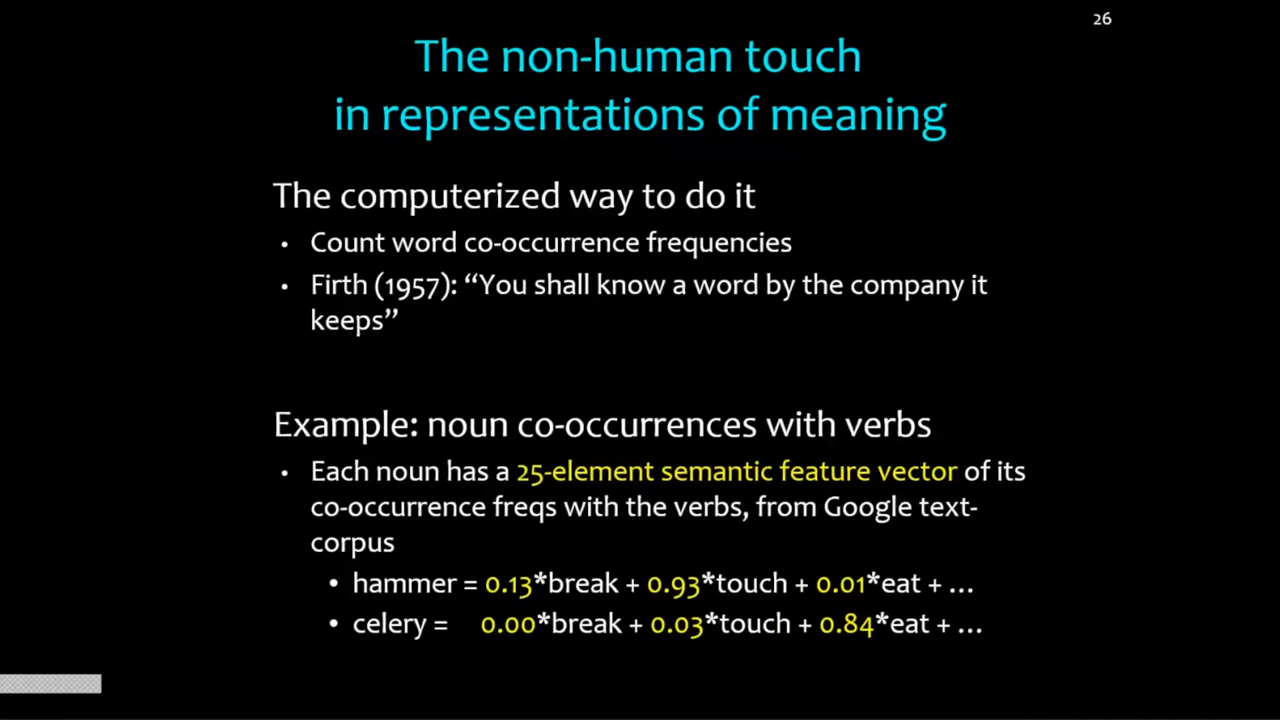 26
The non-human touch
in representations of meaning
The computerized way to do it
• Count word co-occurrence frequencies
• Firth (1957): “You shall know a word by the company it
keeps”
Example: noun co-occurrences with verbs
• Each noun has a 25-element semantic feature vector of its
co-occurrence freqs with the verbs, from Google text-
corpus
• hammer = 0.13*break + 0.93*touch + 0.01*eat + …
• celery = 0.00*break + 0.03*touch + 0.84*eat + …